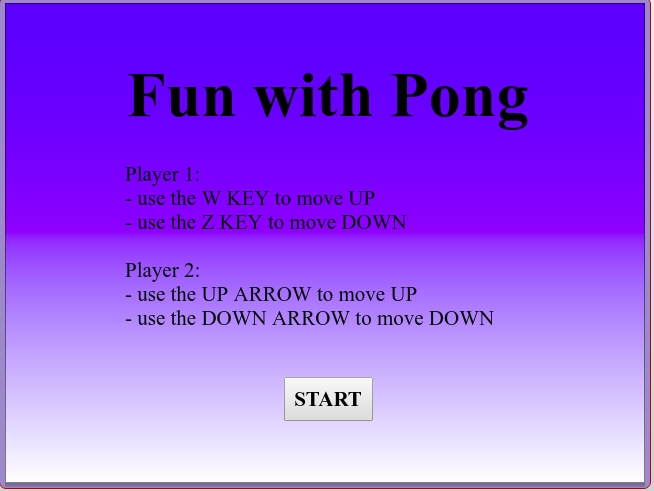 Fun with Pong
Player 1:
- use the W KEY to move UP
- use the Z KEY to move DOWN
Player 2:
- use the UP ARROW to move UP
- use the DOWN ARROW to move DOWN
START